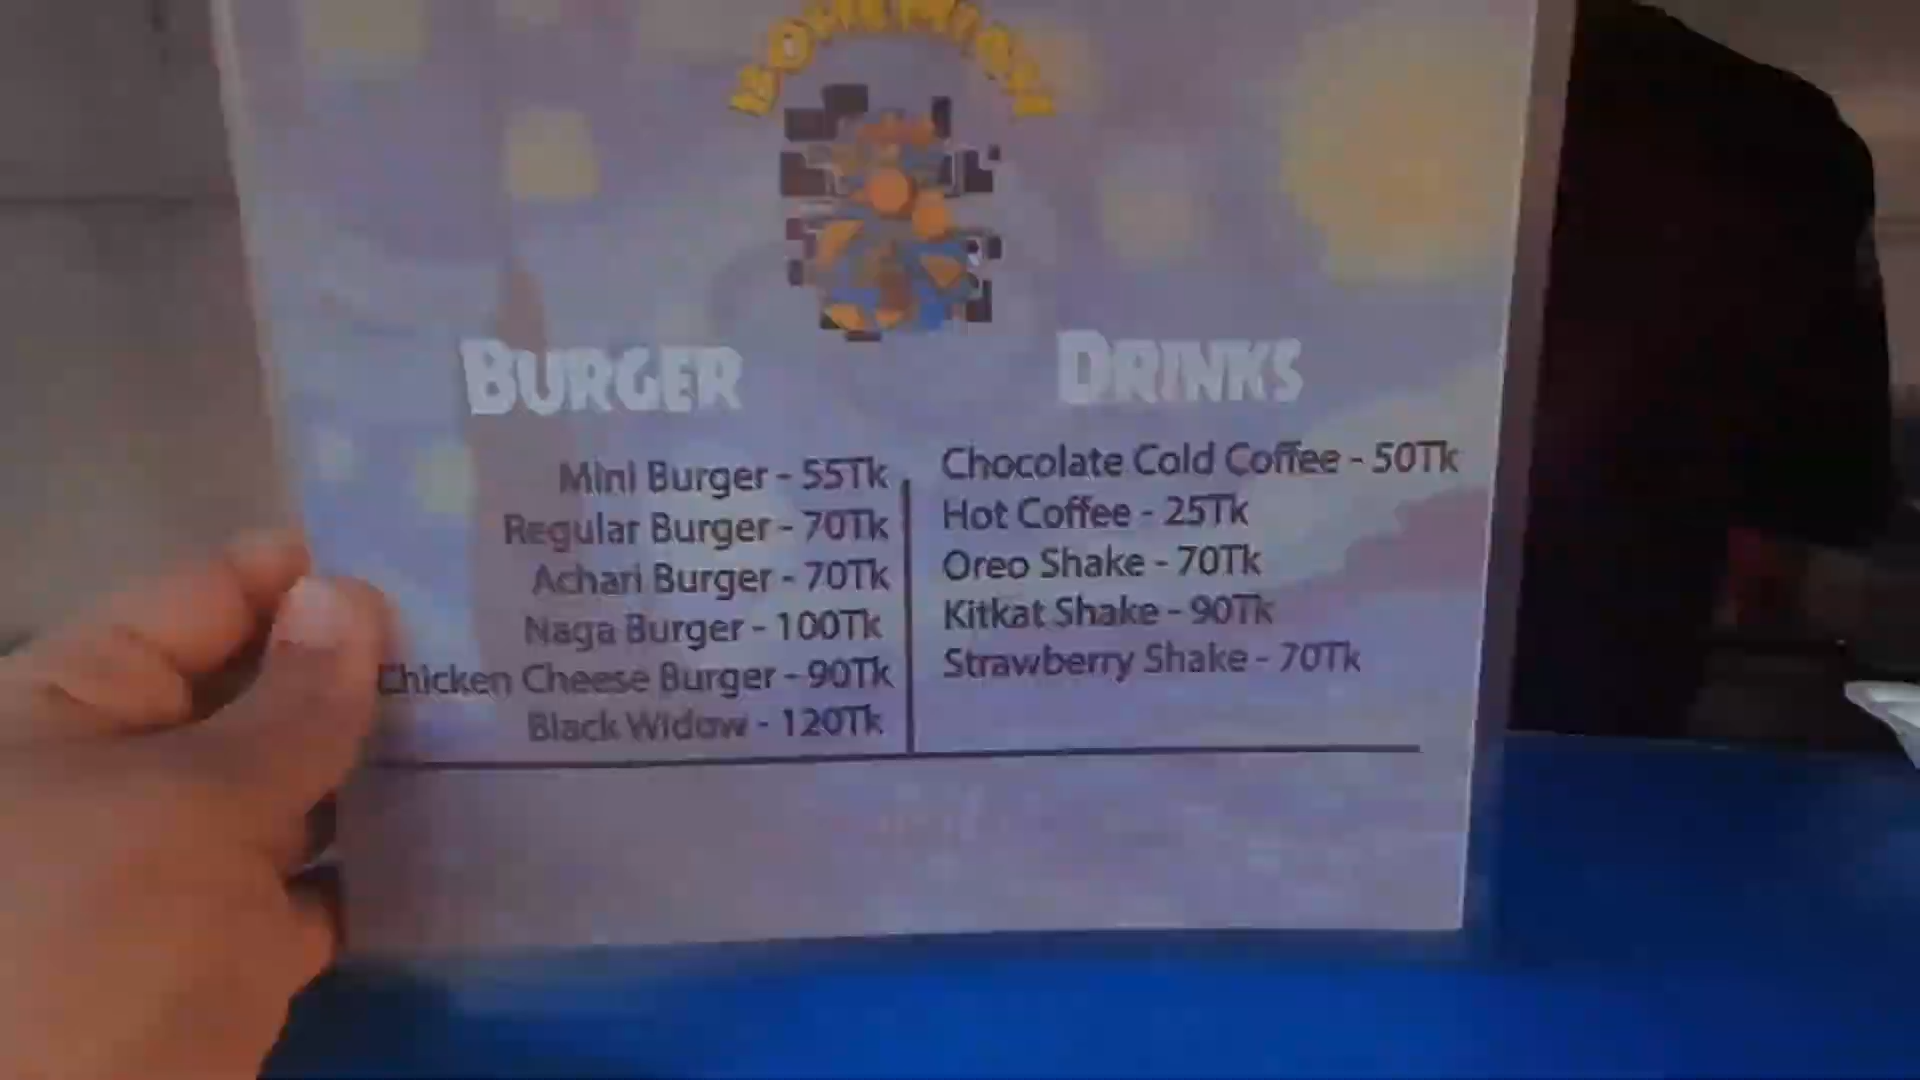 BURGER
Mini Burger - 55Tk
Regular Burger - 70Tk
Achari Burger - 70Tk
Naga Burger - 100Tk
Chicken Cheese Burger - 90Tk
Black Widow - 120Tk
DRINKS
Chocolate Cold Coffee - 50Tk
Hot Coffee - 25Tk
Oreo Shake - 70Tk
Kitkat Shake - 90Tk
Strawberry Shake - 70Tk